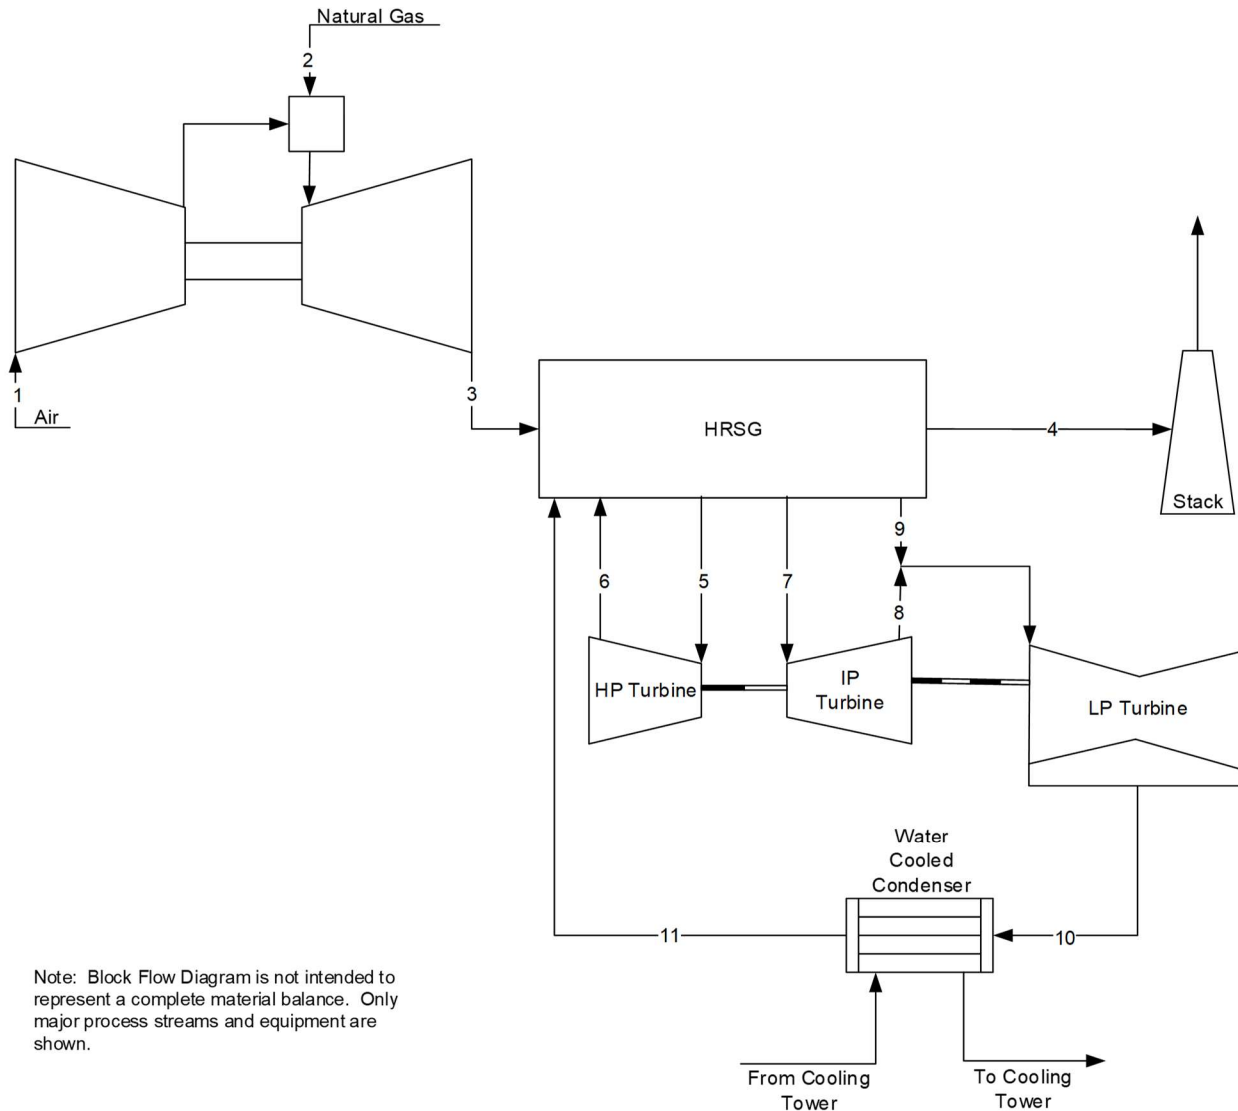 Natural Gas
2
1
Air
3
HRSG
4
Stack
9
6
5
7
8
HP Turbine
IP
Turbine
LP Turbine
Water
Cooled
Condenser
11
10
Note:  Block Flow Diagram is not intended to
represent a complete material balance.  Only
major process streams and equipment are
shown.
From Cooling
Tower
To Cooling
Tower